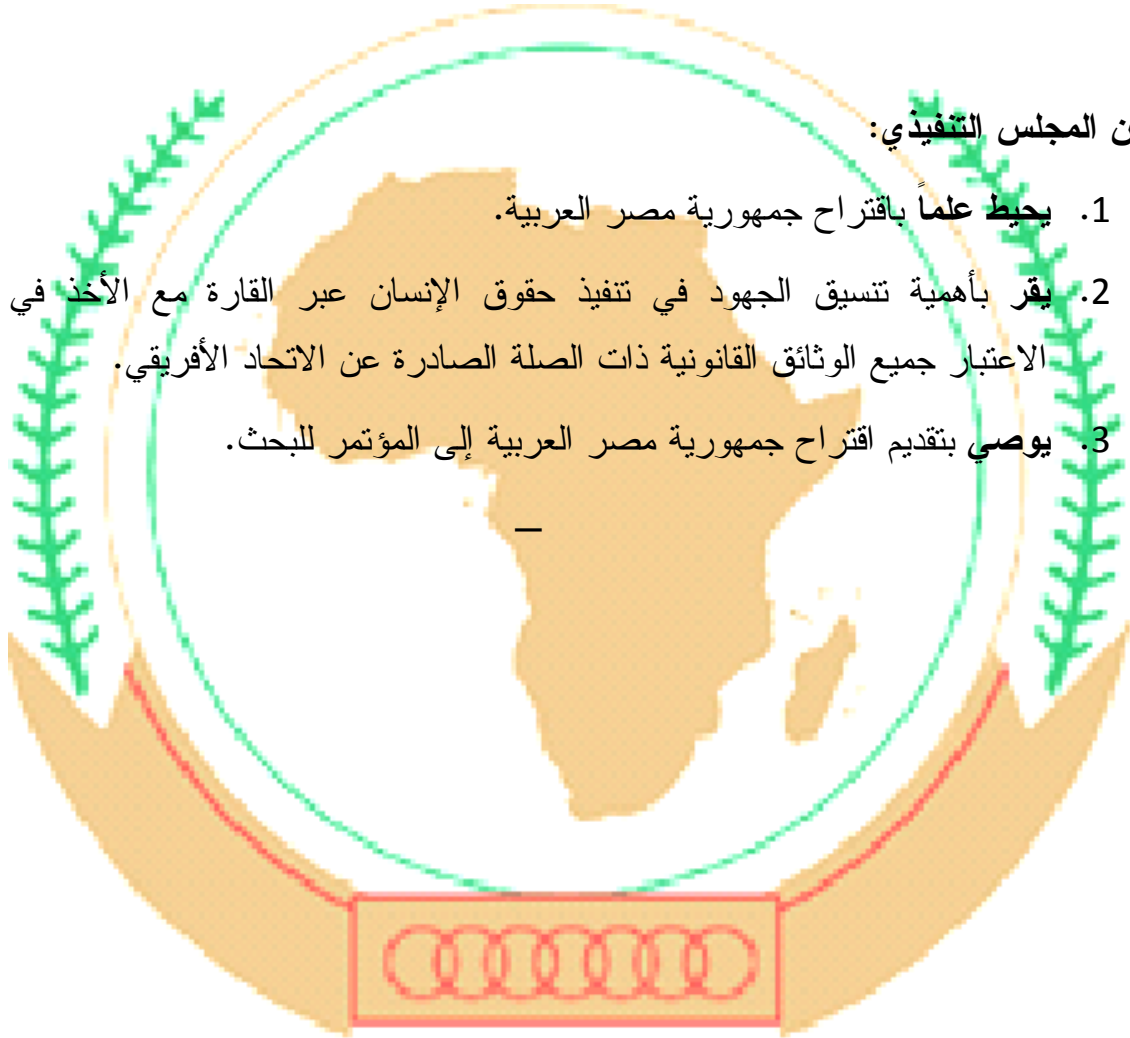 المجلس التنفيذي:
1. يحيط علماً باقتراح جمهورية مصر العربية.
2. يقر بأهمية تنسيق الجهود في تنفيذ حقوق الإنسان عبر القارة مع الأخذ في
الاعتبار جميع الوثائق القانونية ذات الصلة الصادرة عن الاتحاد الأفريقي.
3. يوصي بتقديم اقتراح جمهورية مصر العربية إلى المؤتمر للبحث.
_